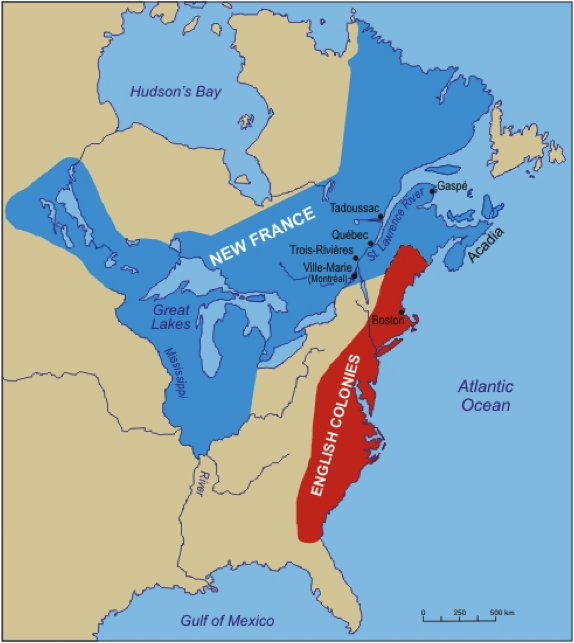 Hudson's Bay
Gaspé
Tadoussac
St. Lawrence River
NEW FRANCE
Québec
Acadia
Trois-Rivières
Ville-Marie
(Montréal)
Great
Lakes
Boston
Mississippi
River
ENGLISH COLONIES
Atlantic
Ocean
Gulf of Mexico
0 250 500 km